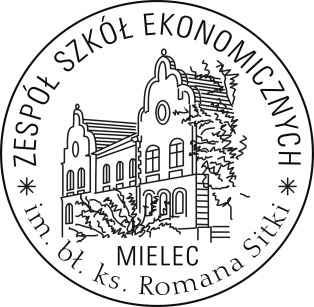 ZESPÓŁ SZKÓŁ EKONOMICZNYCH
MIELEC
* im. bł. ks. Romana Sitki *